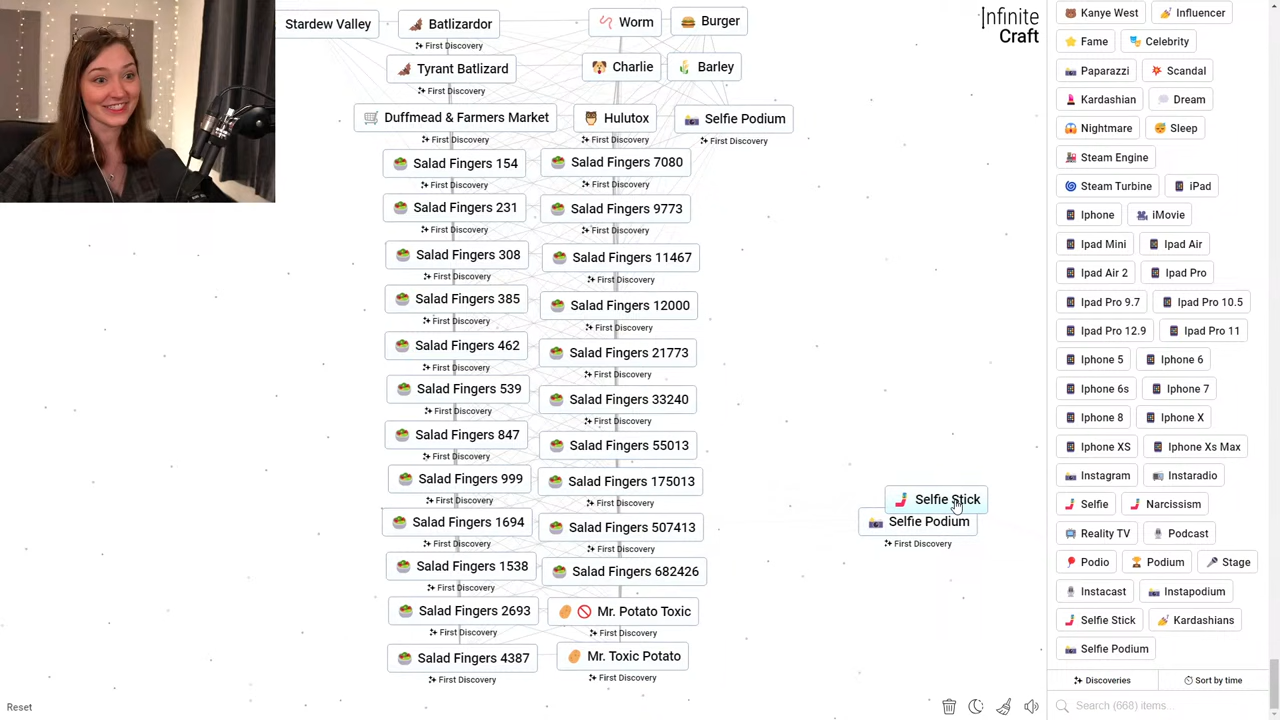 Stardew Valley
Batlizardor
First Discovery
Worm
Burger
Infinite
Craft
Tyrant Batlizard
First Discovery
Charlie
Barley
Duffmead & Farmers Market
First Discovery
Hulutox
First Discovery
Selfie Podium
First Discovery
Salad Fingers 154
First Discovery
Salad Fingers 7080
First Discovery
Salad Fingers 231
First Discovery
Salad Fingers 9773
First Discovery
Salad Fingers 308
First Discovery
Salad Fingers 11467
First Discovery
Salad Fingers 385
First Discovery
Salad Fingers 12000
First Discovery
Salad Fingers 462
First Discovery
Salad Fingers 21773
First Discovery
Salad Fingers 539
First Discovery
Salad Fingers 33240
First Discovery
Salad Fingers 847
First Discovery
Salad Fingers 55013
First Discovery
Salad Fingers 999
First Discovery
Salad Fingers 175013
First Discovery
Salad Fingers 1694
First Discovery
Salad Fingers 507413
First Discovery
Salad Fingers 1538
First Discovery
Salad Fingers 682426
First Discovery
Salad Fingers 2693
First Discovery
Mr. Potato Toxic
First Discovery
Salad Fingers 4387
First Discovery
Mr. Toxic Potato
First Discovery
Selfie Stick
Selfie Podium
First Discovery
Reset
Kanye West Influencer
Fame Celebrity
Paparazzi Scandal
Kardashian Dream
Nightmare Sleep
Steam Engine
Steam Turbine iPad
Iphone iMovie
Ipad Mini Ipad Air
Ipad Air 2 Ipad Pro
Ipad Pro 9.7 Ipad Pro 10.5
Ipad Pro 12.9 Ipad Pro 11
Iphone 5 Iphone 6
Iphone 6s Iphone 7
Iphone 8 Iphone X
Iphone XS Iphone Xs Max
Instagram Instaradio
Selfie Narcissism
Reality TV Podcast
Podio Podium Stage
Instacast Instapodium
Selfie Stick Kardashians
Selfie Podium
Discoveries Sort by time
Search (668) items...